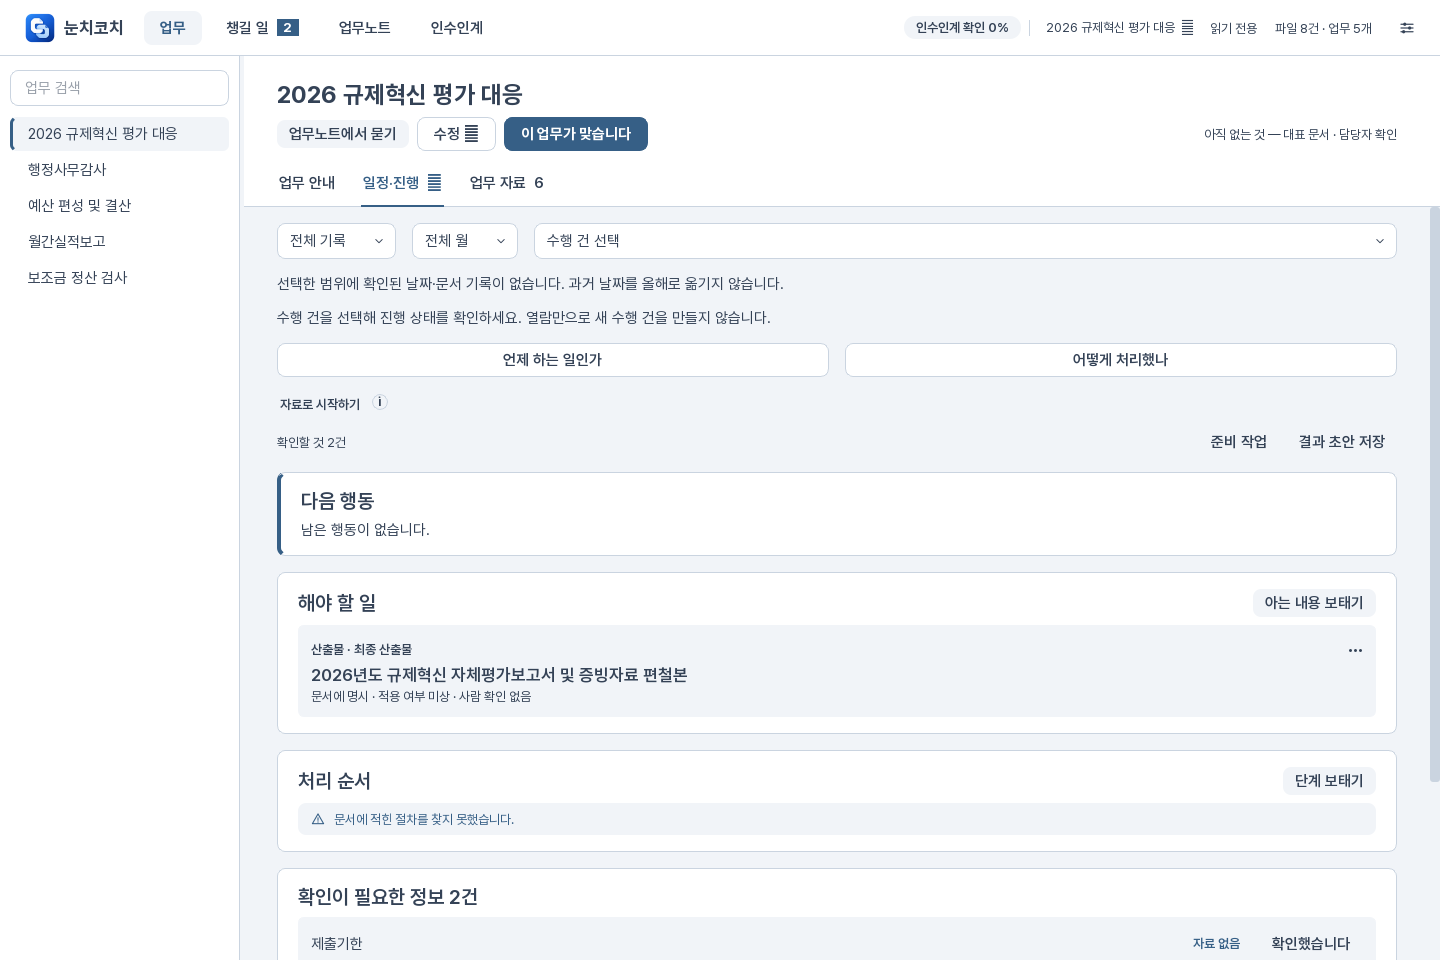 눈치코치
업무
챙길 일 2
업무노트
인수인계
인수인계 확인 0%
2026 규제혁신 평가 대응
읽기 전용
파일 8건 · 업무 5개
업무 검색
2026 규제혁신 평가 대응
행정사무감사
예산 편성 및 결산
월간실적보고
보조금 정산 검사
2026 규제혁신 평가 대응
업무노트에서 묻기
수정
이 업무가 맞습니다
아직 없는 것 — 대표 문서 · 담당자 확인
업무 안내
일정·진행
업무 자료 6
전체 기록
전체 월
수행 건 선택
선택한 범위에 확인된 날짜·문서 기록이 없습니다. 과거 날짜를 올해로 옮기지 않습니다.
수행 건을 선택해 진행 상태를 확인하세요. 열람만으로 새 수행 건을 만들지 않습니다.
언제 하는 일인가
어떻게 처리했나
자료로 시작하기 i
확인할 것 2건
준비 작업
결과 초안 저장
다음 행동
남은 행동이 없습니다.
해야 할 일
아는 내용 보태기
산출물 · 최종 산출물
2026년도 규제혁신 자체평가보고서 및 증빙자료 편철본
문서에 명시 · 적용 여부 미상 · 사람 확인 없음
처리 순서
단계 보태기
문서에 적힌 절차를 찾지 못했습니다.
확인이 필요한 정보 2건
제출기한
자료 없음
확인했습니다